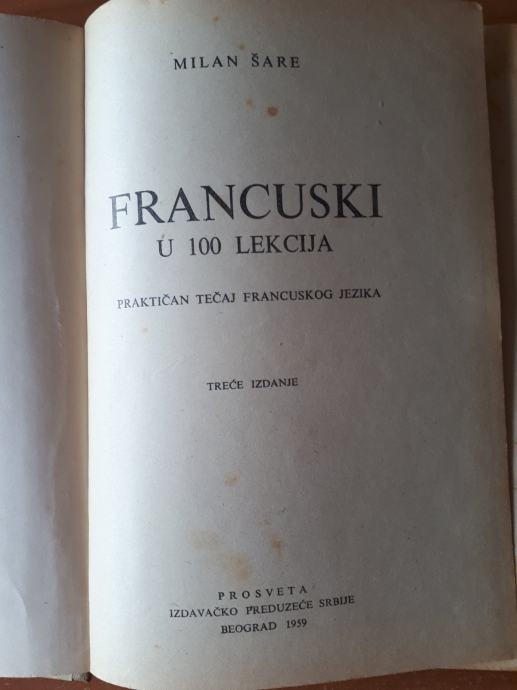 MILAN ŠARE
FRANCUSKI
U 100 LEKCIJA
PRAKTIČAN TEČAJ FRANCUSKOG JEZIKA
TREĆE IZDANJE
PROSVETA
IZDAVAČKO PREDUZEĆE SRBIJE
BEOGRAD 1959